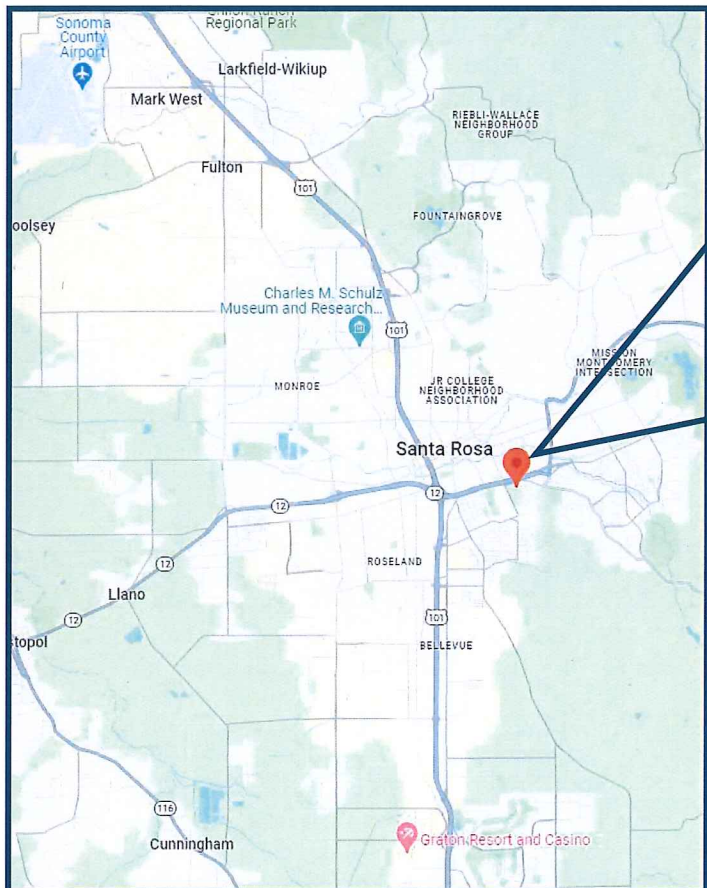 Regional Park
Sonoma
County
Airport
Larkfield-Wikiup
Mark West
RIEBLI-WALLACE
NEIGHBORHOOD
GROUP
Fulton
101
FOUNTAINGROVE
oolsey
Charles M. Schulz
Museum and Research...
101
MISSION
MONTGOMERY
INTERSECTION
MONROE
JR COLLEGE
NEIGHBORHOOD
ASSOCIATION
Santa Rosa
12
12
ROSELAND
12
Llano
12
101
topol
BELLEVUE
116
Cunningham
Graton Resort and Casino